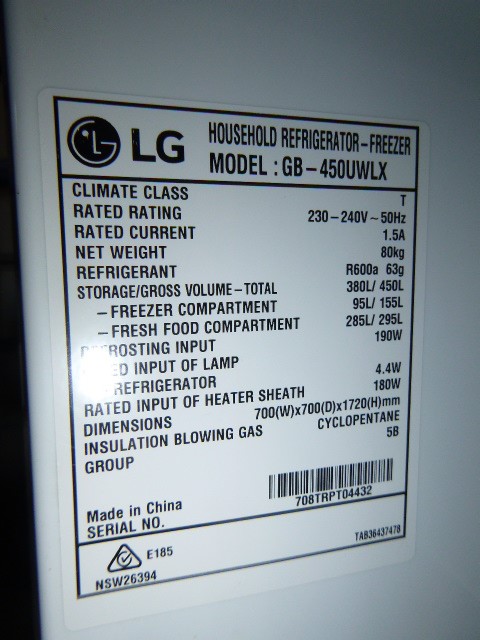 LG HOUSEHOLD REFRIGERATOR-FREEZER
MODEL : GB-450UWLX
CLIMATE CLASS T
RATED RATING 230-240V~50Hz
RATED CURRENT 1.5A
NET WEIGHT 80kg
REFRIGERANT R600a 63g
STORAGE/GROSS VOLUME-TOTAL 380L/450L
-FREEZER COMPARTMENT 95L/155L
-FRESH FOOD COMPARTMENT 285L/295L
INPUT 190W
INPUT OF LAMP
REFRIGERATOR 4.4W
RATED INPUT OF HEATER SHEATH 180W
DIMENSIONS 700(W)x700(D)x1720(H)mm
INSULATION BLOWING GAS CYCLOPENTANE
GROUP 5B
Made in China
SERIAL NO. 708TRPT04432
E185
NSW26394
TAB36437478